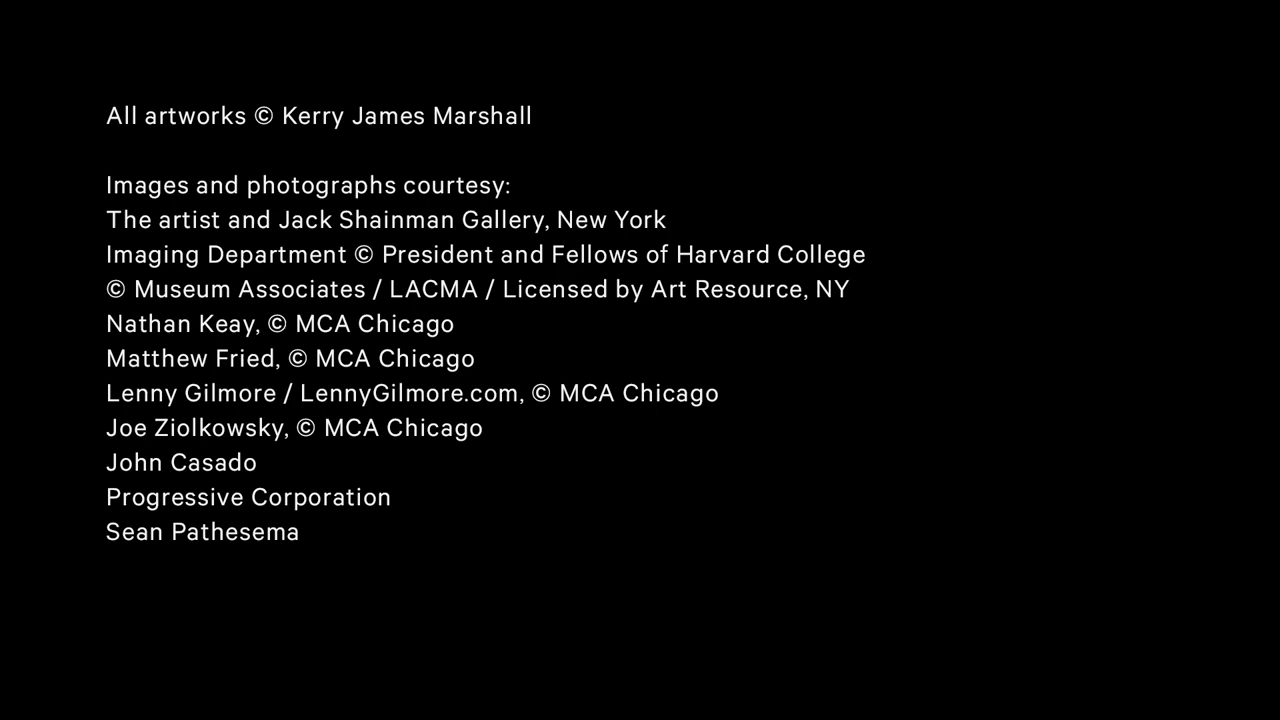 All artworks © Kerry James Marshall
Images and photographs courtesy:
The artist and Jack Shainman Gallery, New York
Imaging Department © President and Fellows of Harvard College
© Museum Associates / LACMA / Licensed by Art Resource, NY
Nathan Keay, © MCA Chicago
Matthew Fried, © MCA Chicago
Lenny Gilmore / LennyGilmore.com, © MCA Chicago
Joe Ziolkowsky, © MCA Chicago
John Casado
Progressive Corporation
Sean Pathesema